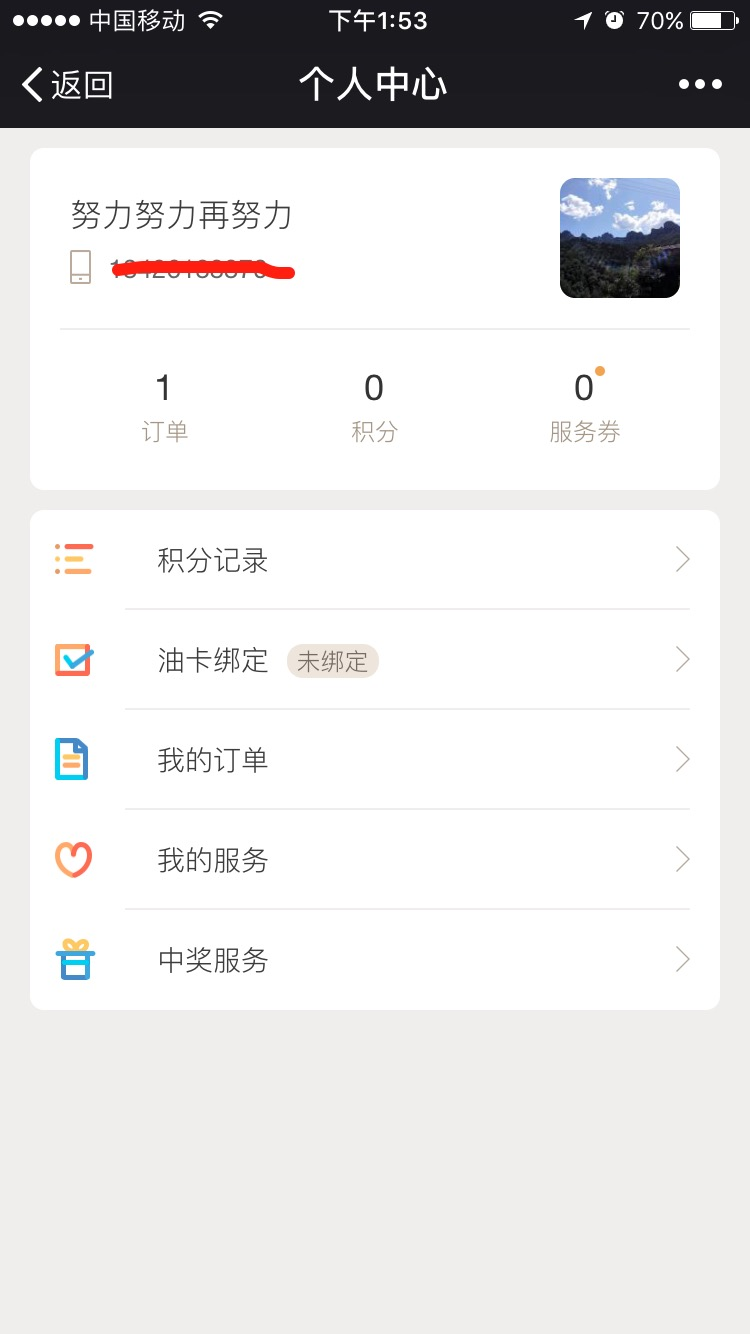 中国移动 下午1:53 70%
返回 个人中心
努力努力再努力
1 0 0
订单 积分 服务券
积分记录
油卡绑定 未绑定
我的订单
我的服务
中奖服务